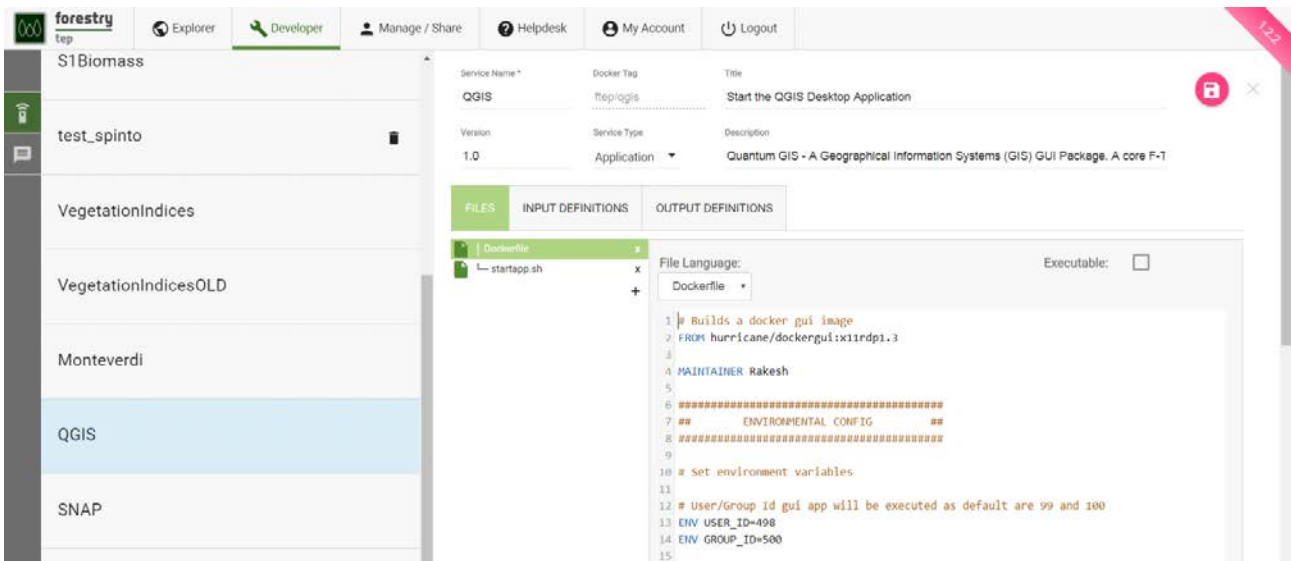 forestry
tep
Explorer
Developer
Manage / Share
Helpdesk
My Account
Logout
1.2.2
S1Biomass
test_spinto
VegetationIndices
VegetationIndicesOLD
Monteverdi
QGIS
SNAP
Service Name *
Docker Tag
Title
QGIS
ftep/qgis
Start the QGIS Desktop Application
Version
Service Type
Description
1.0
Application
Quantum GIS - A Geographical Information Systems (GIS) GUI Package. A core F-T
FILES
INPUT DEFINITIONS
OUTPUT DEFINITIONS
Dockerfile x
startapp.sh x
+
File Language:
Executable:
Dockerfile
1 # Builds a docker gui image
2 FROM hurricane/dockergui:x11rdp1.3
3
4 MAINTAINER Rakesh
5
6 #########################################
7 ## ENVIRONMENTAL CONFIG ##
8 #########################################
9
10 # Set environment variables
11
12 # User/Group Id gui app will be executed as default are 99 and 100
13 ENV USER_ID=498
14 ENV GROUP_ID=500
15